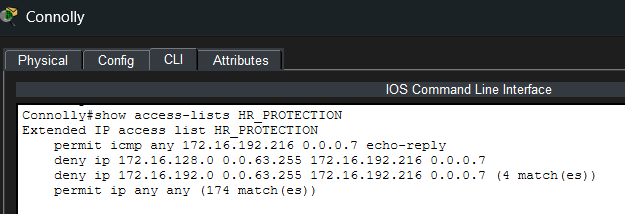 Connolly
Physical Config CLI Attributes
IOS Command Line Interface
Connolly#show access-lists HR_PROTECTION
Extended IP access list HR_PROTECTION
permit icmp any 172.16.192.216 0.0.0.7 echo-reply
deny ip 172.16.128.0 0.0.63.255 172.16.192.216 0.0.0.7
deny ip 172.16.192.0 0.0.63.255 172.16.192.216 0.0.0.7 (4 match(es))
permit ip any any (174 match(es))